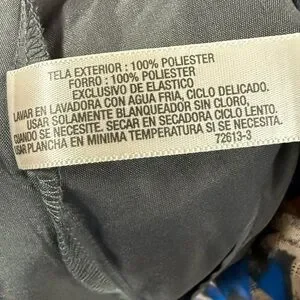 TELA EXTERIOR : 100% POLIESTER
FORRO : 100% POLIESTER
EXCLUSIVO DE ELASTICO
LAVAR EN LAVADORA CON AGUA FRIA, CICLO DELICADO.
USAR SOLAMENTE BLANQUEADOR SIN CLORO,
CUANDO SE NECESITE. SECAR EN SECADORA CICLO LENTO.
USAR PLANCHA EN MINIMA TEMPERATURA SI SE NECESITA.
72613-3